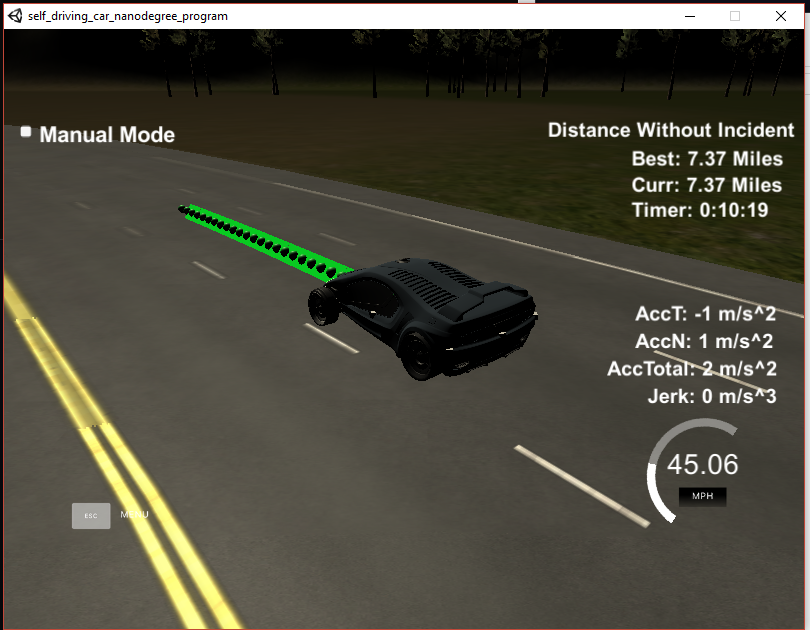 self_driving_car_nanodegree_program
Manual Mode
Distance Without Incident
Best: 7.37 Miles
Curr: 7.37 Miles
Timer: 0:10:19
AccT: -1 m/s^2
AccN: 1 m/s^2
AccTotal: 2 m/s^2
Jerk: 0 m/s^3
45.06
MPH
ESC MENU